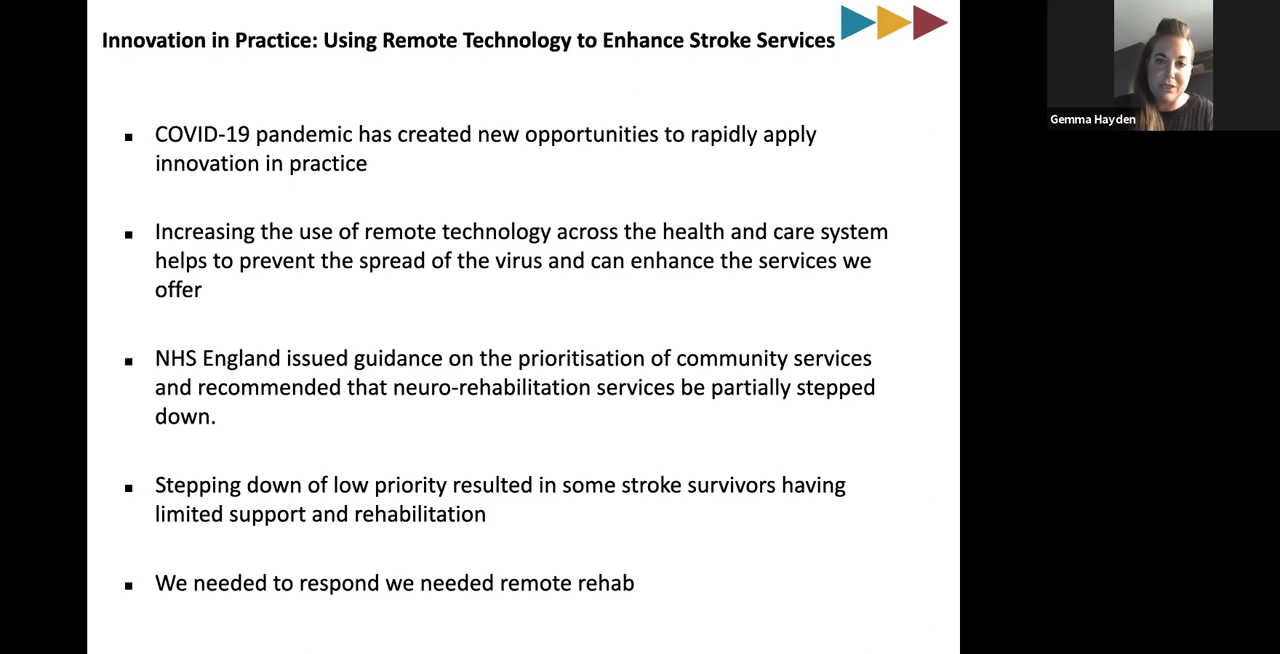 Innovation in Practice: Using Remote Technology to Enhance Stroke Services
Gemma Hayden
▪ COVID-19 pandemic has created new opportunities to rapidly apply
innovation in practice
▪ Increasing the use of remote technology across the health and care system
helps to prevent the spread of the virus and can enhance the services we
offer
▪ NHS England issued guidance on the prioritisation of community services
and recommended that neuro-rehabilitation services be partially stepped
down.
▪ Stepping down of low priority resulted in some stroke survivors having
limited support and rehabilitation
▪ We needed to respond we needed remote rehab